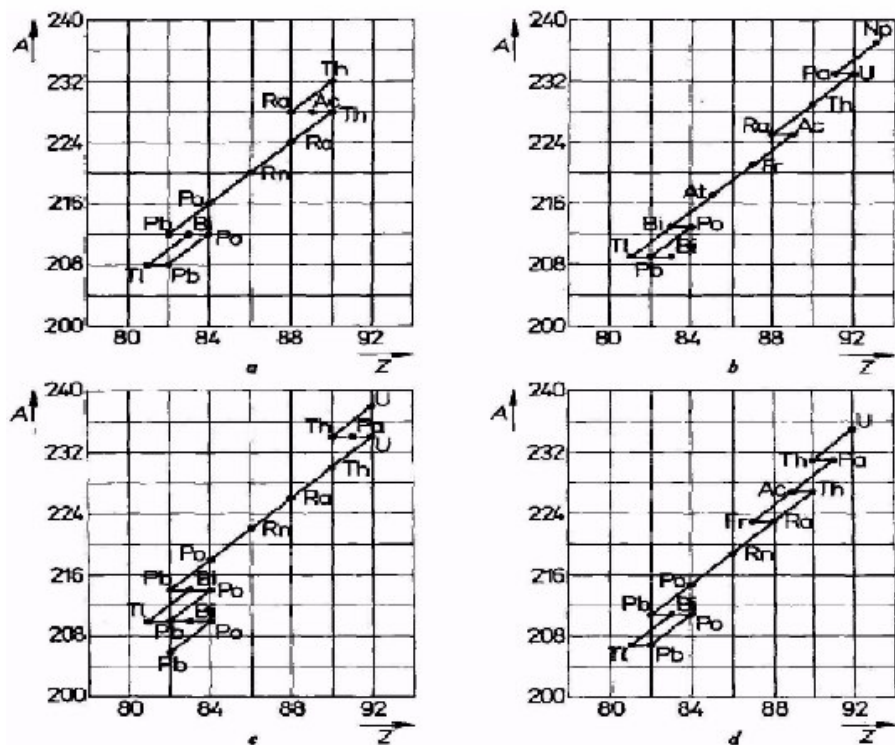 A
240
Th
232
Ra Ac Th
224 Ra
Rn
216 Po
Pb Bi Po
208
Tl Pb
200
80 84 88 92
a Z
A
240
Np
Pa U
232
Th
Ra Ac
224
Fr
216 At
Bi Po
Tl
208 Pb Bi
200
80 84 88 92
b Z
A
240
U
Th Pa
232 U
Th
224 Ra
Rn
216 Po
Pb Bi Po
Tl Bi
208 Pb Po
Pb
200
80 84 88 92
c Z
A
240
U
232
Th Pa
Ac Th
224
Fr Ra
Rn
216 Po
Pb Bi
Po
208
Tl Pb
200
80 84 88 92
d Z